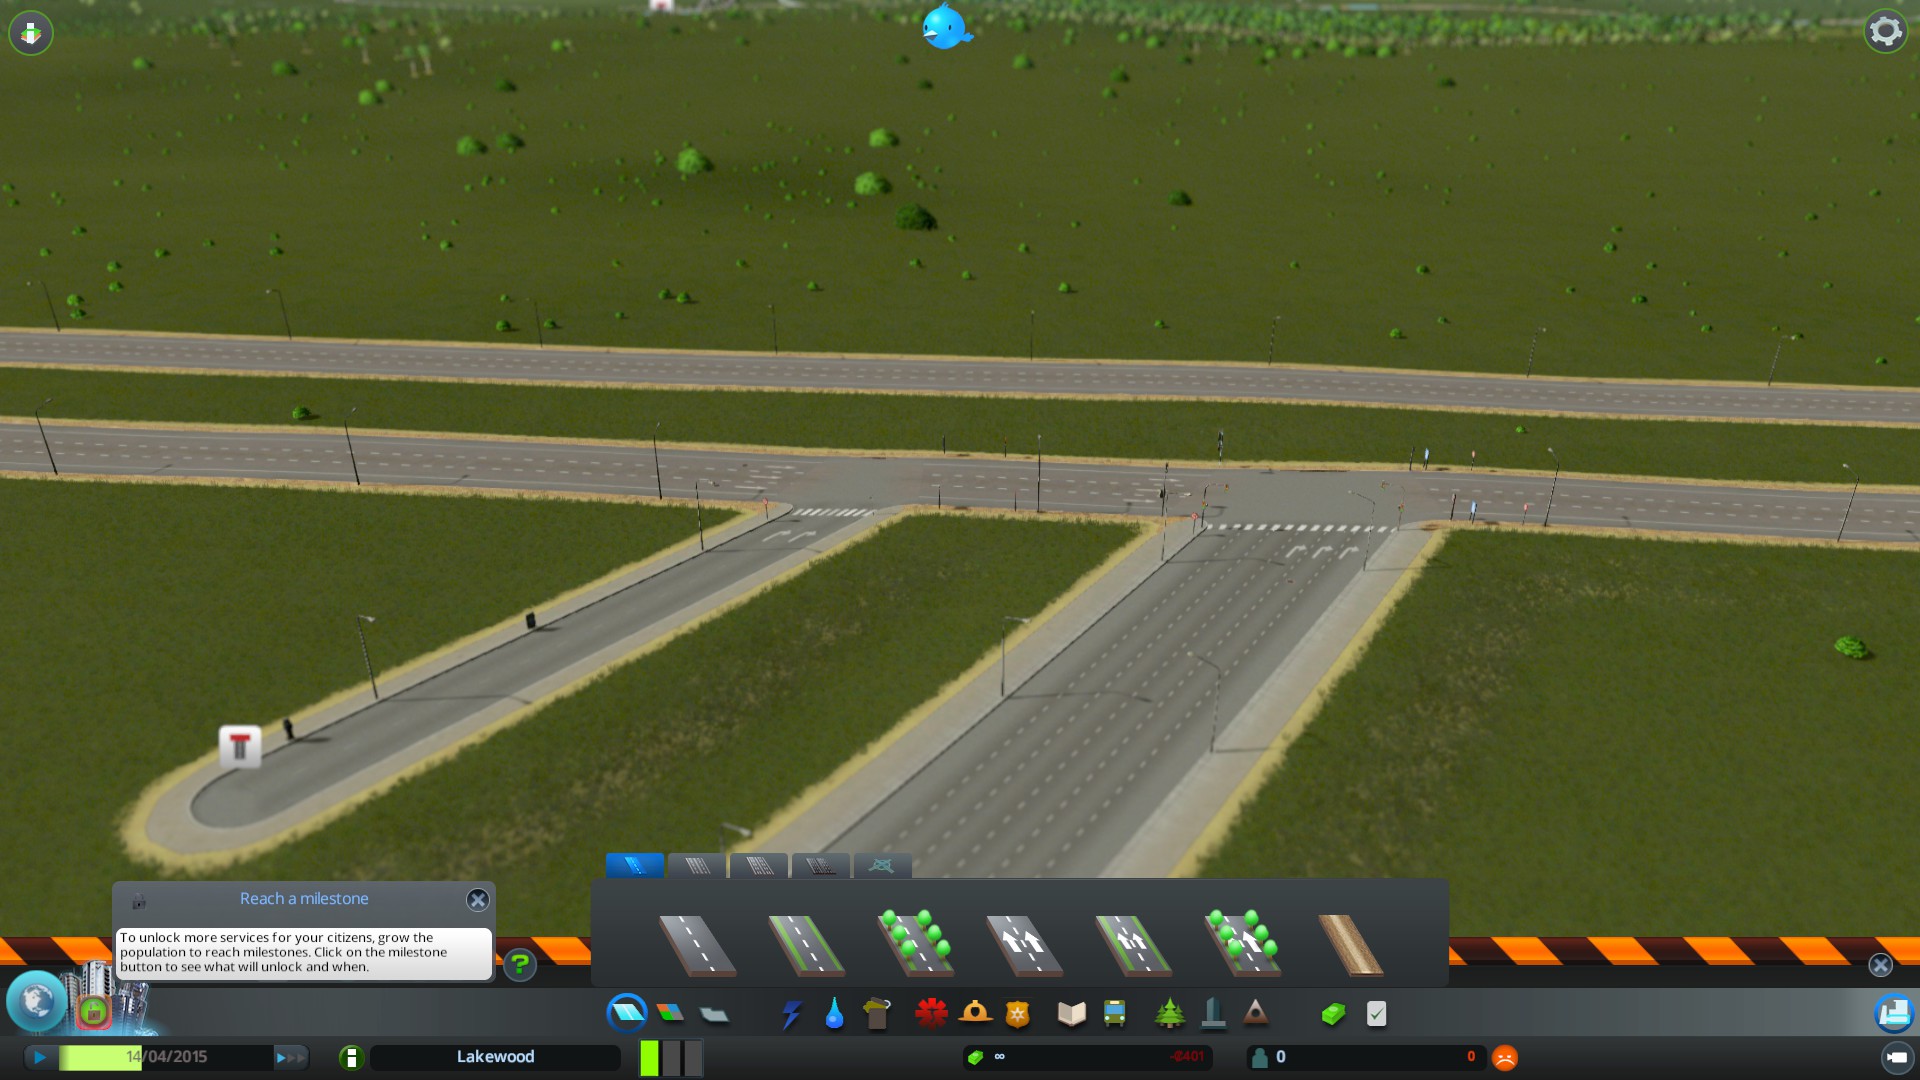 Reach a milestone
To unlock more services for your citizens, grow the
population to reach milestones. Click on the milestone
button to see what will unlock and when.
?
14/04/2015
Lakewood
∞
-₡401
0
0